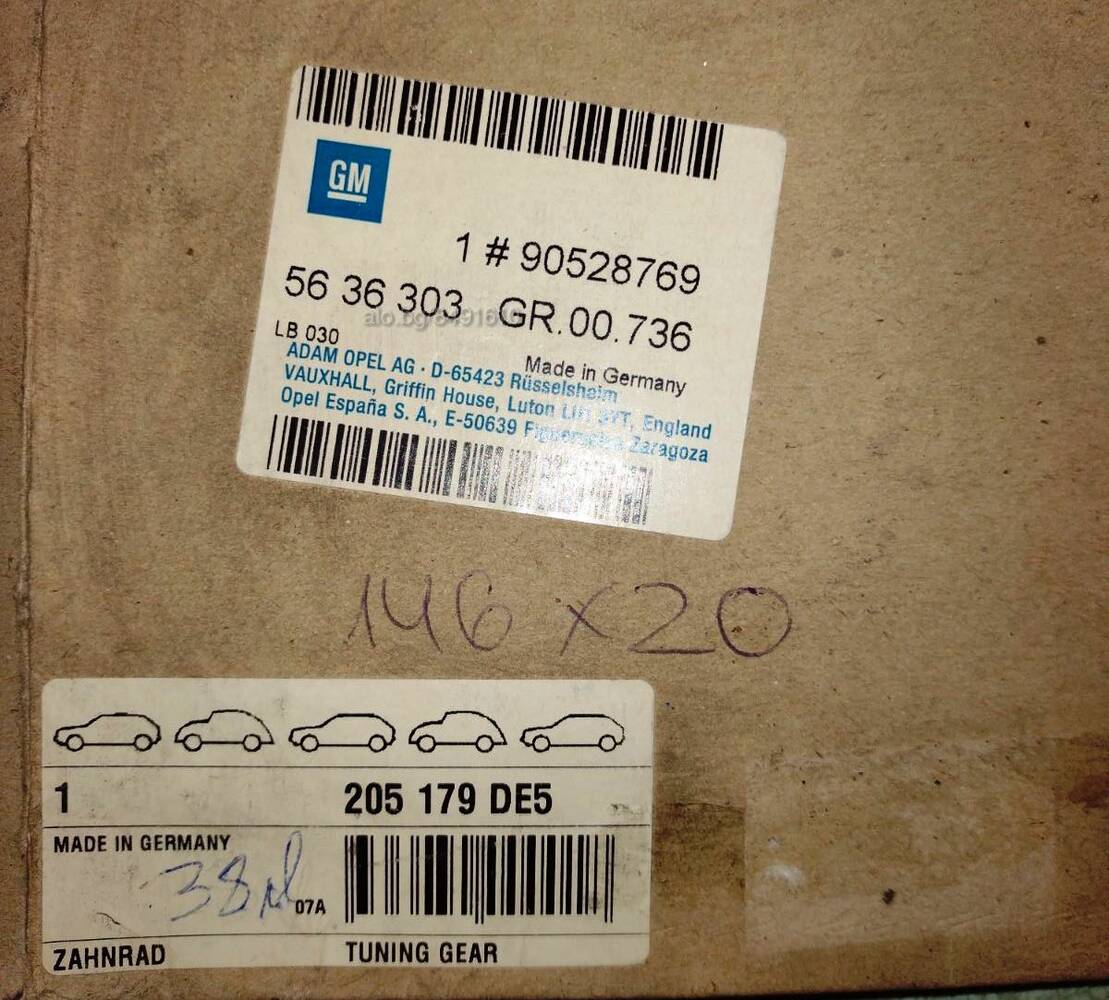 GM
1 # 90528769
56 36 303 GR.00.736
LB 030
Made in Germany
ADAM OPEL AG · D-65423 Rüsselsheim
VAUXHALL, Griffin House, Luton England
Opel España S. A., E-50639 Zaragoza
146 x 20
1 205 179 DE5
MADE IN GERMANY
38
07A
ZAHNRAD TUNING GEAR